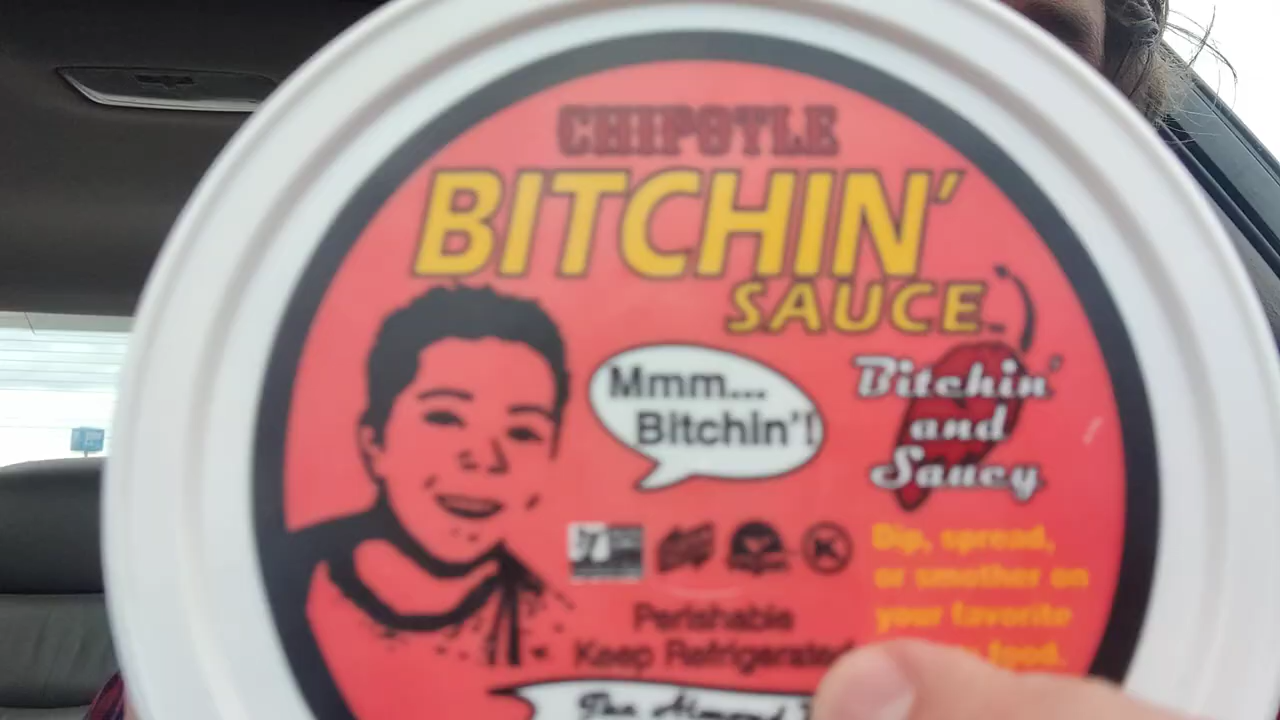 CHIPOTLE
BITCHIN'
SAUCE
Mmm...
Bitchin'!
Bitchin'
and
Saucy
K
Dip, spread,
or smother on
your favorite
food.
Perishable
Keep Refrigerated
Almond